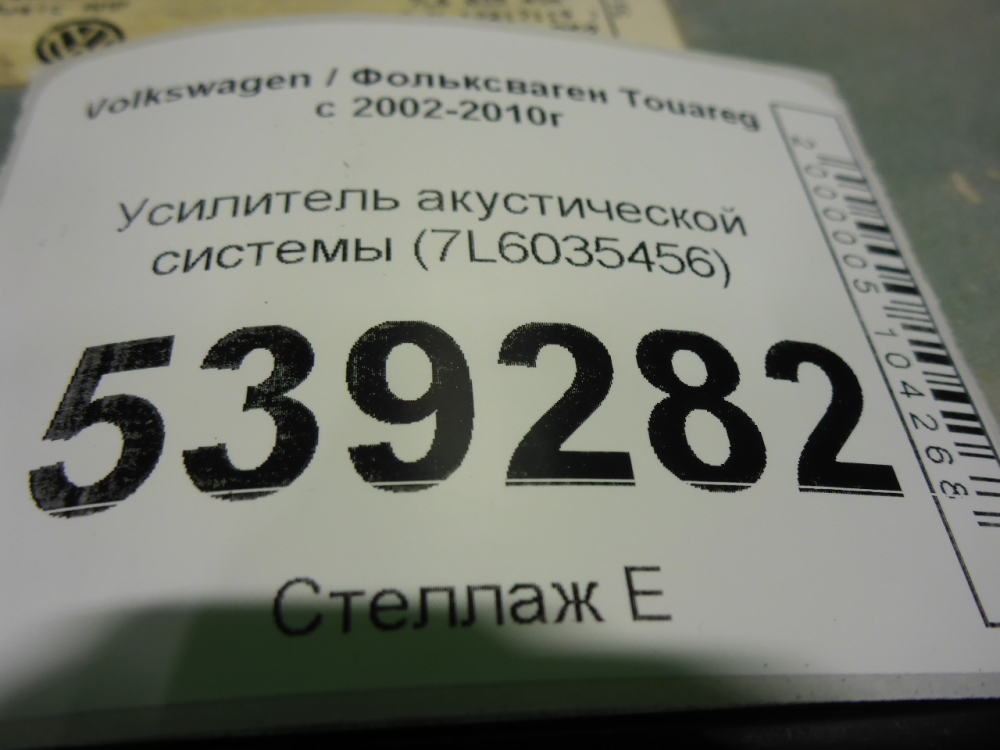 Volkswagen / Фольксваген Touareg
с 2002-2010г
Усилитель акустической
системы (7L6035456)
539282
Стеллаж Е
2000005104268